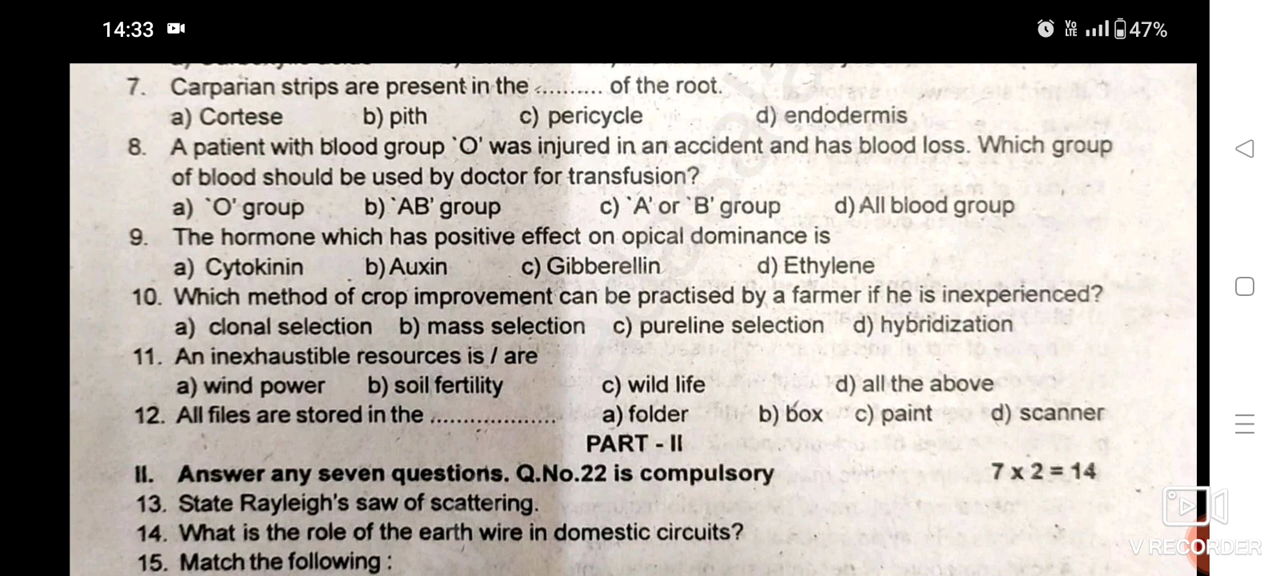 14:33
Vo LTE 47%
7. Carparian strips are present in the .......... of the root.
a) Cortese b) pith c) pericycle d) endodermis
8. A patient with blood group `O' was injured in an accident and has blood loss. Which group
of blood should be used by doctor for transfusion?
a) `O' group b) `AB' group c) `A' or `B' group d) All blood group
9. The hormone which has positive effect on opical dominance is
a) Cytokinin b) Auxin c) Gibberellin d) Ethylene
10. Which method of crop improvement can be practised by a farmer if he is inexperienced?
a) clonal selection b) mass selection c) pureline selection d) hybridization
11. An inexhaustible resources is / are
a) wind power b) soil fertility c) wild life d) all the above
12. All files are stored in the .................. a) folder b) box c) paint d) scanner
PART - II
II. Answer any seven questions. Q.No.22 is compulsory 7 x 2 = 14
13. State Rayleigh's saw of scattering.
14. What is the role of the earth wire in domestic circuits?
15. Match the following :
V RECORDER